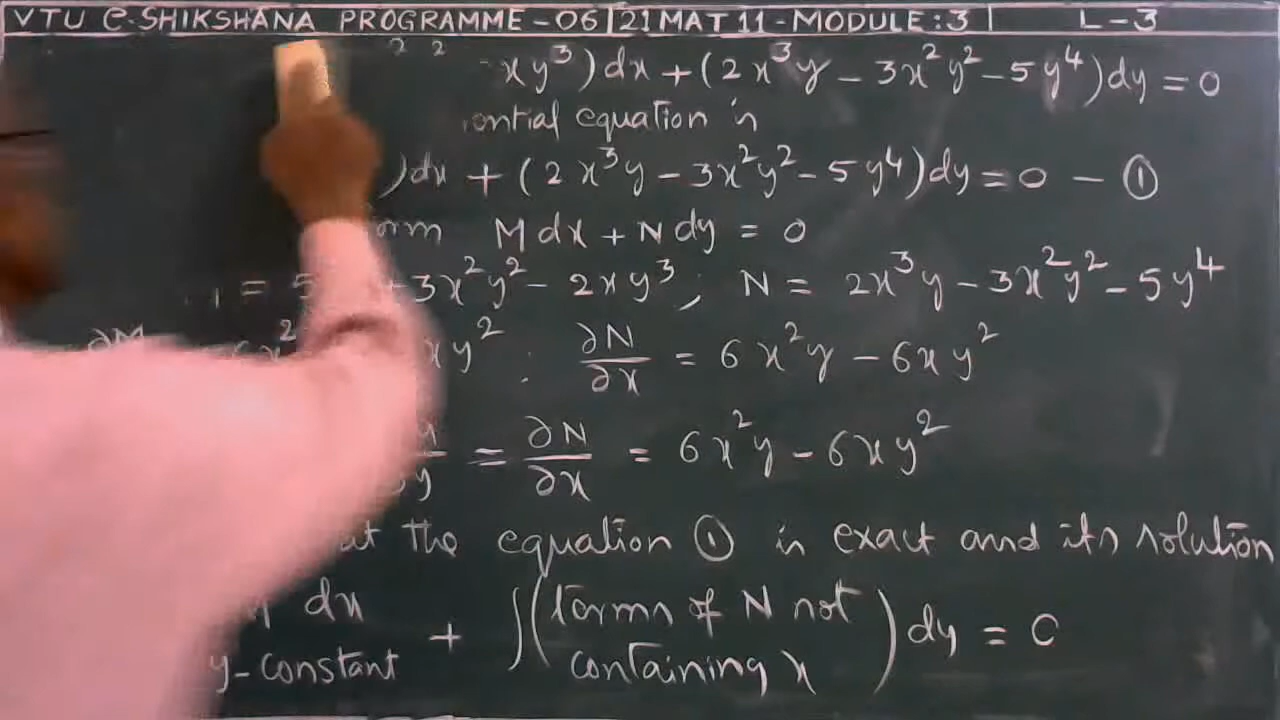 VTU e-SHIKSHANA PROGRAMME - 06 | 21MAT11 - MODULE : 3 | L - 3
xy³) dx + (2x³y - 3x²y² - 5y⁴) dy = 0
equation is
) dx + (2x³y - 3x²y² - 5y⁴) dy = 0 - ①
M dx + N dy = 0
= 5 + 3x²y² - 2xy³ ; N = 2x³y - 3x²y² - 5y⁴
∂M 6x² xy² ; ∂N/∂x = 6x²y - 6xy²
= ∂N/∂x = 6x²y - 6xy²
the equation ① is exact and its solution
dx + ∫(terms of N not containing x) dy = C
y-constant